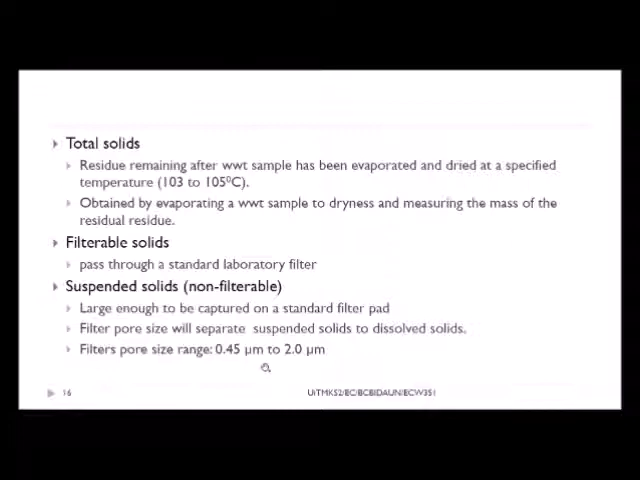 Total solids
Residue remaining after wwt sample has been evaporated and dried at a specified
temperature (103 to 105⁰C).
Obtained by evaporating a wwt sample to dryness and measuring the mass of the
residual residue.
Filterable solids
pass through a standard laboratory filter
Suspended solids (non-filterable)
Large enough to be captured on a standard filter pad
Filter pore size will separate suspended solids to dissolved solids.
Filters pore size range: 0.45 µm to 2.0 µm
16
UiTMKS2/EC/BCBIDAUN/ECW351